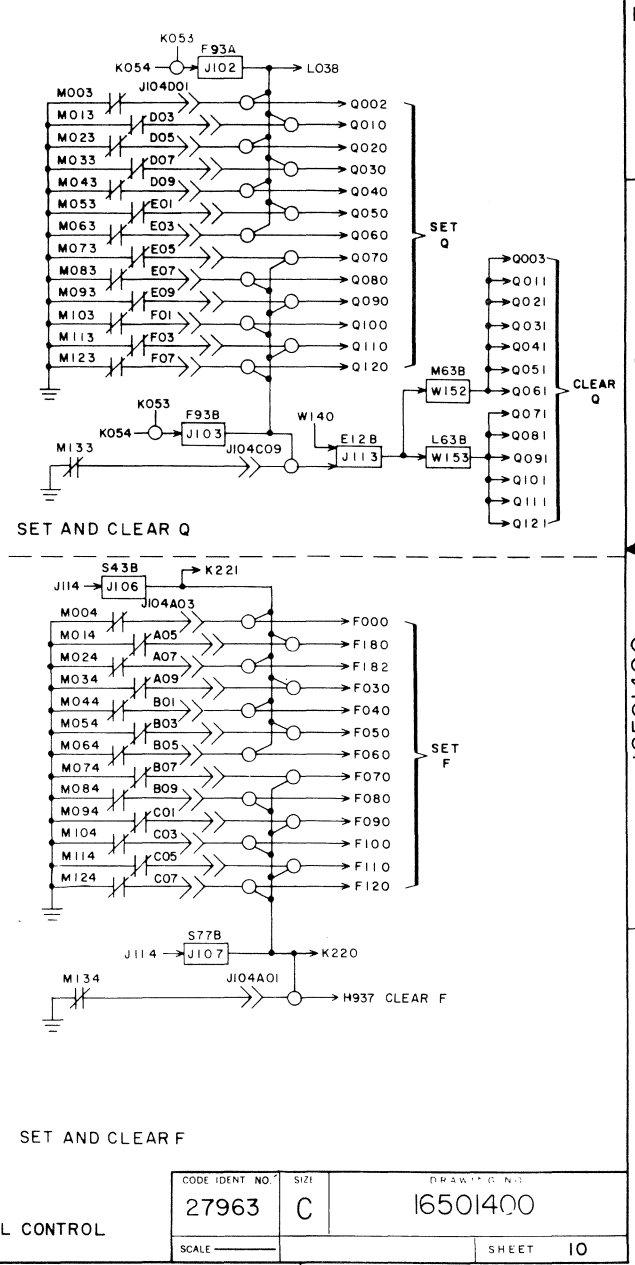 K053
F93A
K054 J102 L038
M003 J104D01 Q002
M013 D03 Q010
M023 D05 Q020
M033 D07 Q030
M043 D09 Q040
M053 E01 Q050
M063 E03 Q060
SET Q
M073 E05 Q070
M083 E07 Q080
M093 E09 Q090
M103 F01 Q100
M113 F03 Q110
M123 F07 Q120
Q003
Q011
Q021
Q031
Q041
Q051
Q061
M63B
W152
CLEAR Q
Q071
Q081
Q091
Q101
Q111
Q121
L63B
W153
K053
F93B
K054 J103
W140
E12B
J113
M133 J104C09
SET AND CLEAR Q
S43B
J114 J106 K221
M004 J104A03 F000
M014 A05 F180
M024 A07 F182
M034 A09 F030
M044 B01 F040
M054 B03 F050
M064 B05 F060
SET F
M074 B07 F070
M084 B09 F080
M094 C01 F090
M104 C03 F100
M114 C05 F110
M124 C07 F120
S77B
J114 J107 K220
M134 J104A01 H937 CLEAR F
SET AND CLEAR F
L CONTROL
CODE IDENT NO.
27963
SIZE
C
DRAWING NO
16501400
SCALE
SHEET 10